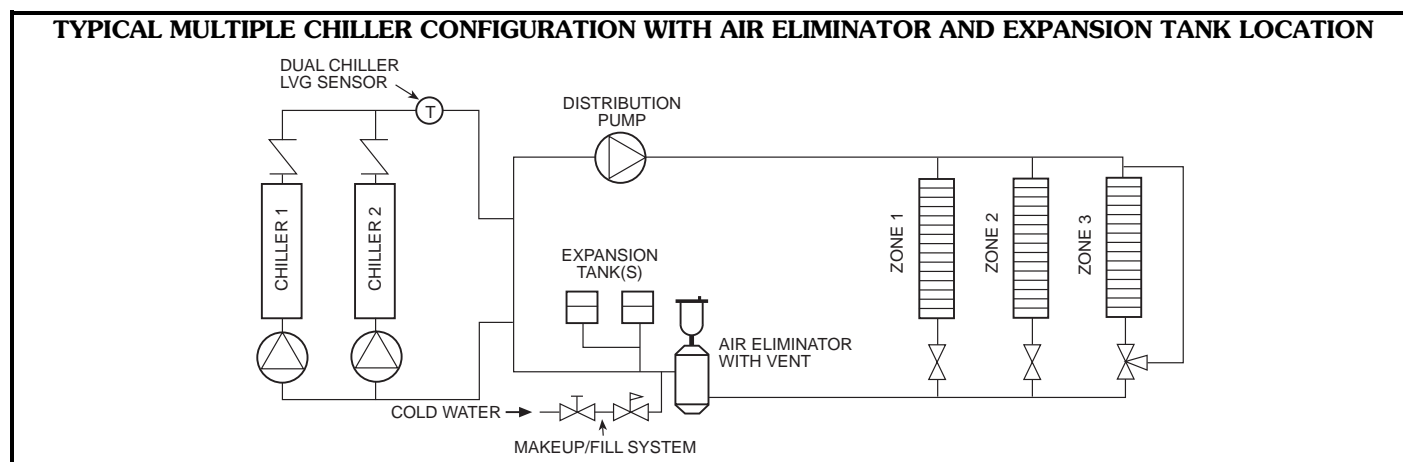 TYPICAL MULTIPLE CHILLER CONFIGURATION WITH AIR ELIMINATOR AND EXPANSION TANK LOCATION
DUAL CHILLER
LVG SENSOR
T
DISTRIBUTION
PUMP
CHILLER 1
CHILLER 2
ZONE 1
ZONE 2
ZONE 3
EXPANSION
TANK(S)
AIR ELIMINATOR
WITH VENT
COLD WATER
MAKEUP/FILL SYSTEM